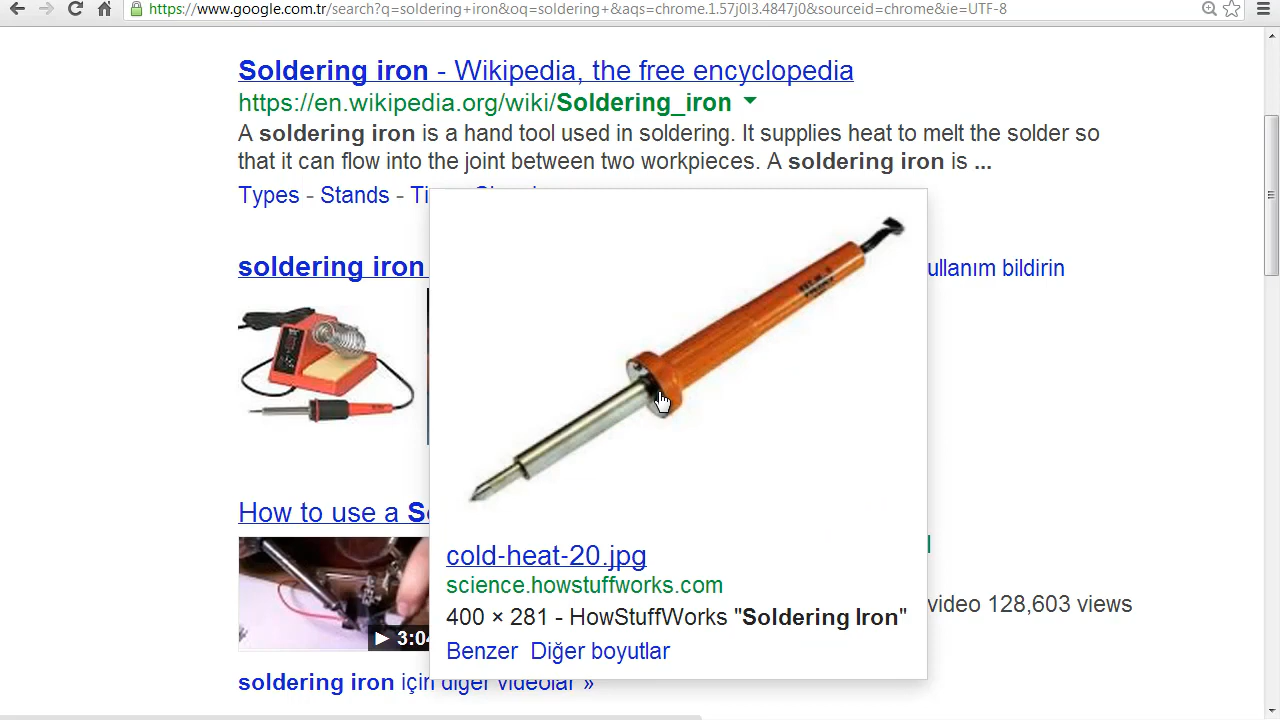 https://www.google.com.tr/search?q=soldering+iron&oq=soldering+&aqs=chrome.1.57j0l3.4847j0&sourceid=chrome&ie=UTF-8
Soldering iron - Wikipedia, the free encyclopedia
https://en.wikipedia.org/wiki/Soldering_iron
A soldering iron is a hand tool used in soldering. It supplies heat to melt the solder so
that it can flow into the joint between two workpieces. A soldering iron is ...
Types - Stands -
soldering iron
ullanım bildirin
How to use a
3:04
video 128,603 views
cold-heat-20.jpg
science.howstuffworks.com
400 × 281 - HowStuffWorks "Soldering Iron"
Benzer Diğer boyutlar
soldering iron için diğer videolar »